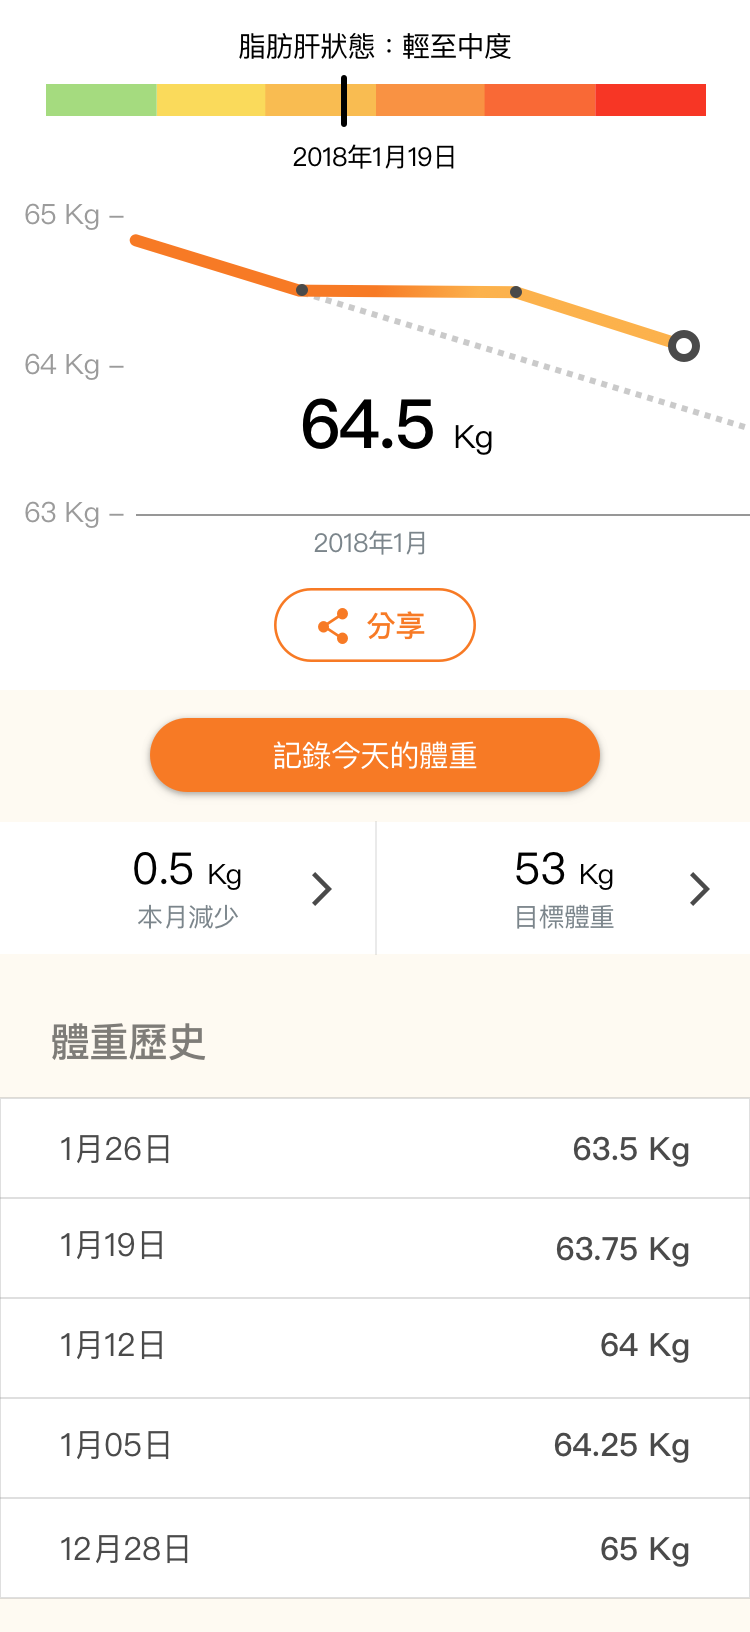 脂肪肝狀態：輕至中度
2018年1月19日
65 Kg –
64 Kg –
64.5 Kg
63 Kg –
2018年1月
分享
記錄今天的體重
0.5 Kg
本月減少
53 Kg
目標體重
體重歷史
1月26日 63.5 Kg
1月19日 63.75 Kg
1月12日 64 Kg
1月05日 64.25 Kg
12月28日 65 Kg